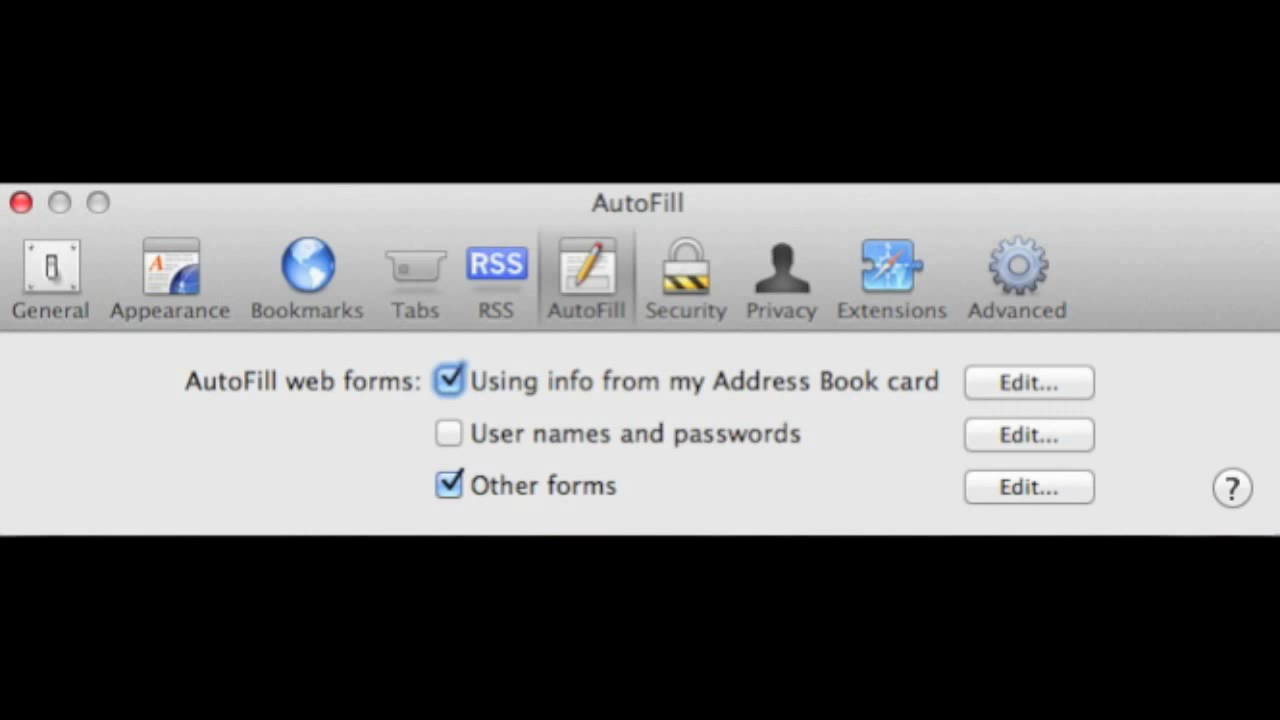 AutoFill
RSS
General Appearance Bookmarks Tabs RSS AutoFill Security Privacy Extensions Advanced
AutoFill web forms: Using info from my Address Book card Edit...
User names and passwords Edit...
Other forms Edit...
?